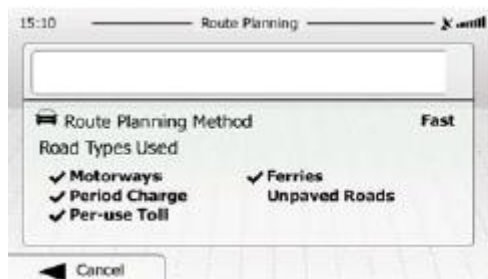 15:10 Route Planning
Route Planning Method Fast
Road Types Used
Motorways Ferries
Period Charge Unpaved Roads
Per-use Toll
Cancel